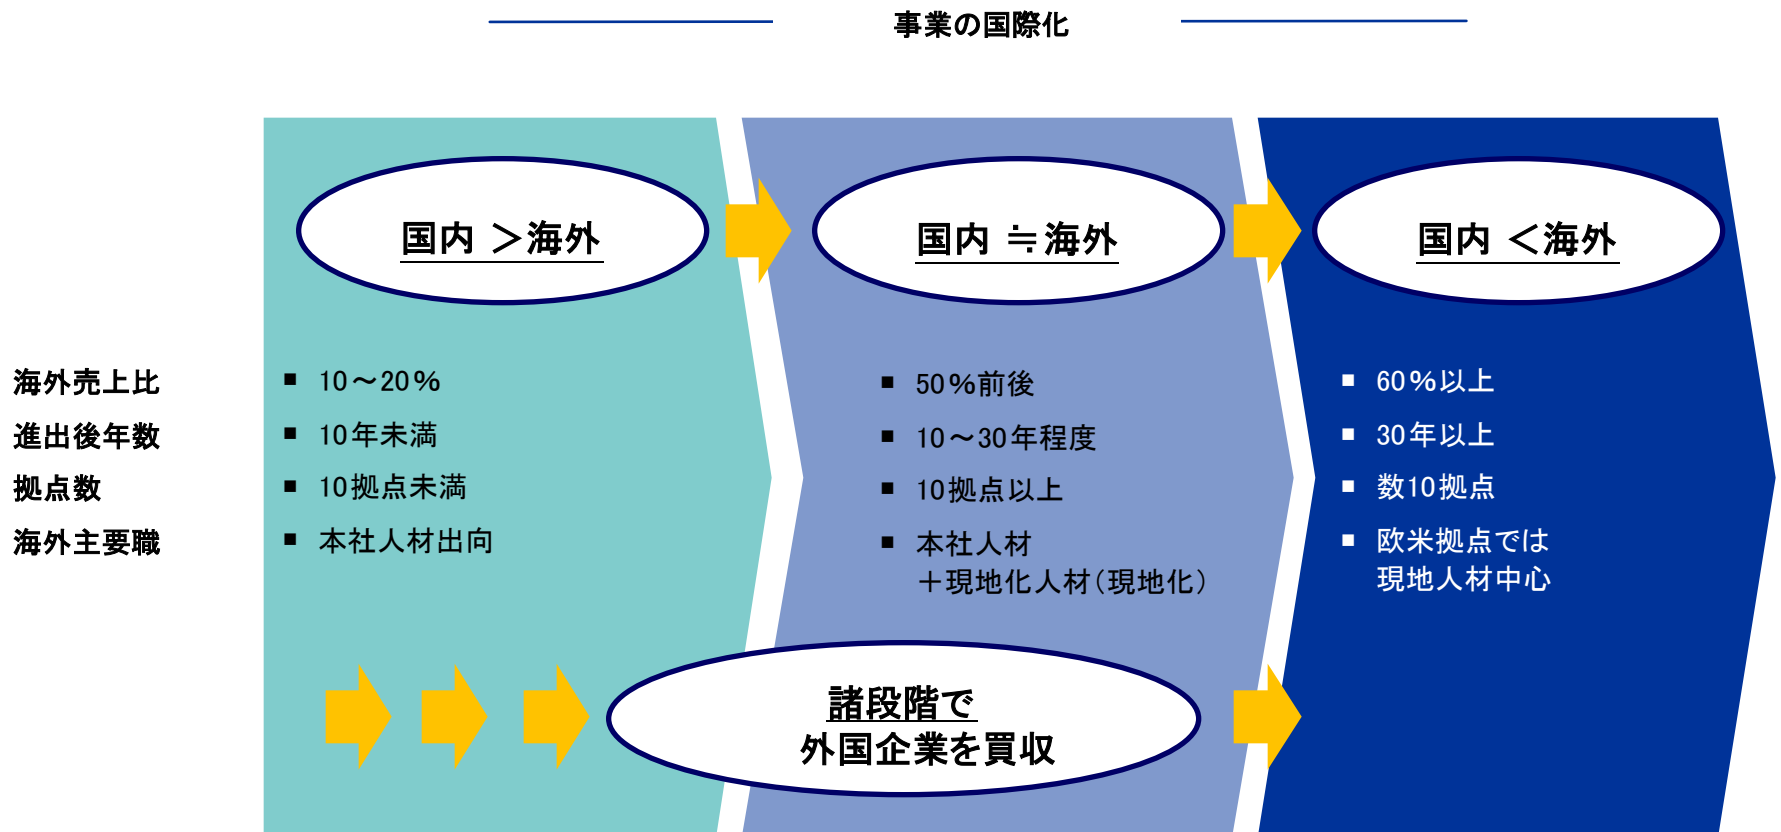 事業の国際化
国内 ＞海外
国内 ≒海外
国内 ＜海外
海外売上比
■ 10～20％
■ 50％前後
■ 60％以上
進出後年数
■ 10年未満
■ 10～30年程度
■ 30年以上
拠点数
■ 10拠点未満
■ 10拠点以上
■ 数10拠点
海外主要職
■ 本社人材出向
■ 本社人材
＋現地化人材（現地化）
■ 欧米拠点では
現地人材中心
諸段階で
外国企業を買収